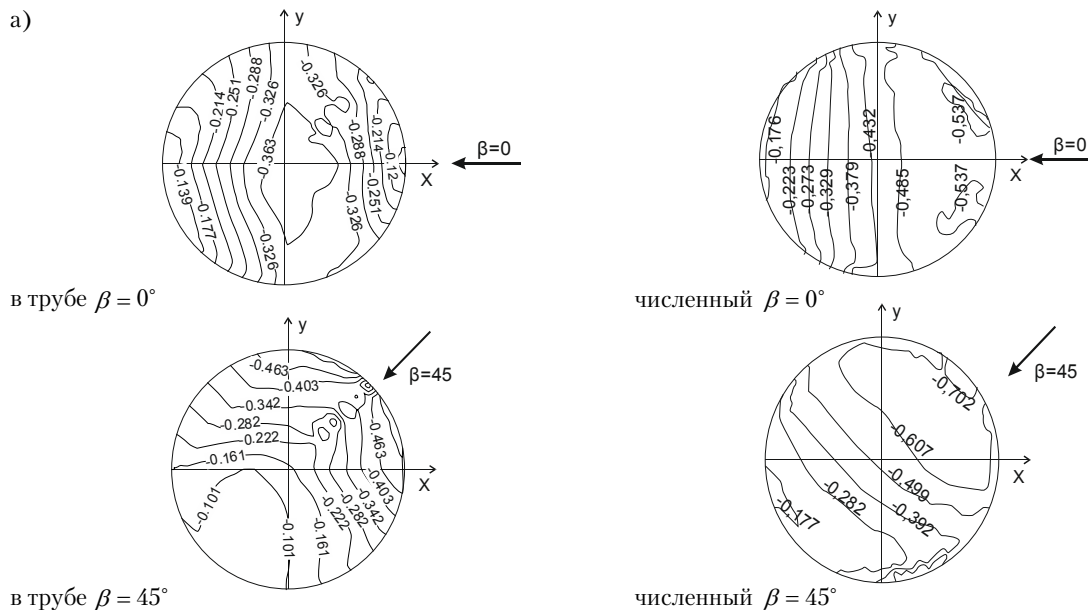 а)
y
-0.214
-0.251
-0.288
-0.326
-0.326
-0.363
-0.288
-0.214
-0.12
-0.139
-0.177
-0.326
-0.326
-0.251
X
β=0
в трубе β = 0°
y
-0,176
-0,223
0,273
-0,329
-0,379
-0,432
-0,485
-0,537
-0,537
X
β=0
численный β = 0°
y
-0.463
-0.403
-0.342
-0.282
-0.222
-0.161
-0.101
-0.101
-0.161
-0.222
-0.282
-0.342
-0.403
-0.463
X
β=45
в трубе β = 45°
y
-0,702
-0,607
-0,499
-0,392
-0,282
-0,177
X
β=45
численный β = 45°